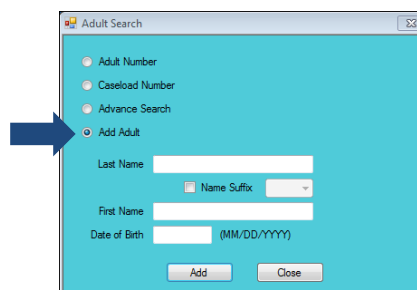 Adult Search
Adult Number
Caseload Number
Advance Search
Add Adult
Last Name
Name Suffix
First Name
Date of Birth (MM/DD/YYYY)
Add Close